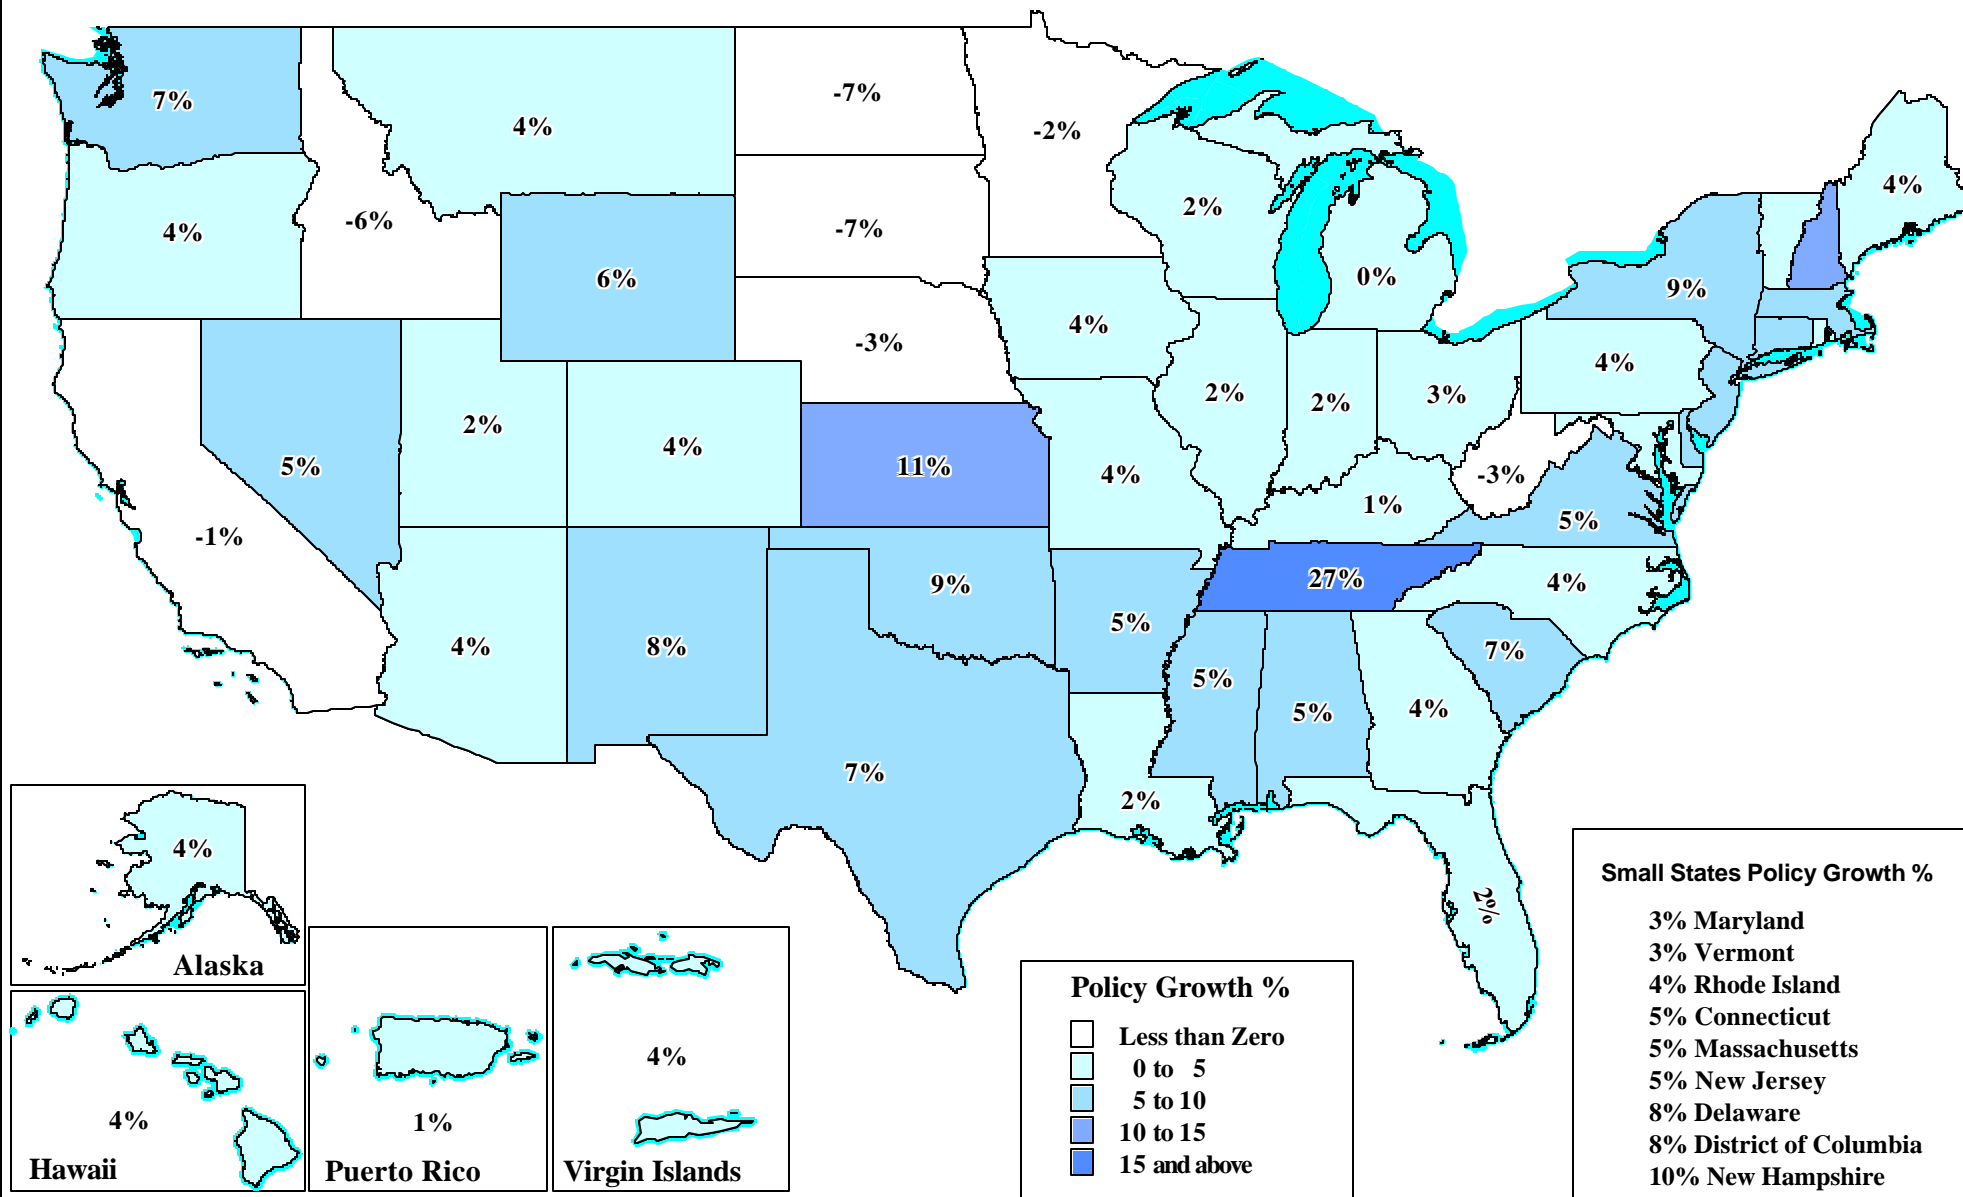 7%
4%
-7%
-2%
4%
4%
-6%
6%
-7%
2%
0%
9%
5%
2%
4%
-3%
4%
2%
2%
3%
4%
-1%
11%
4%
1%
-3%
5%
4%
8%
9%
5%
27%
4%
7%
7%
2%
5%
5%
4%
2%
4%
Alaska
4%
Hawaii
1%
Puerto Rico
4%
Virgin Islands
Policy Growth %
Less than Zero
0 to 5
5 to 10
10 to 15
15 and above
Small States Policy Growth %
3% Maryland
3% Vermont
4% Rhode Island
5% Connecticut
5% Massachusetts
5% New Jersey
8% Delaware
8% District of Columbia
10% New Hampshire